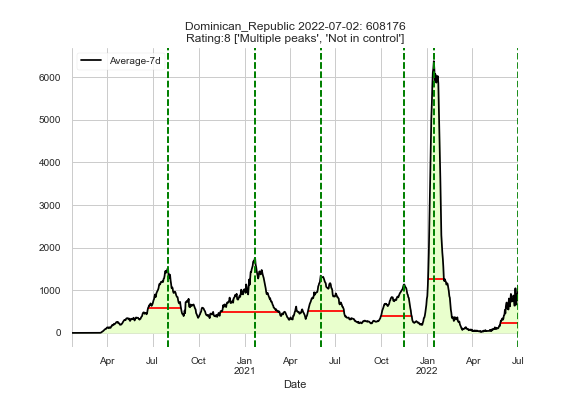 Dominican_Republic 2022-07-02: 608176
Rating:8 ['Multiple peaks', 'Not in control']
Average-7d
6000
5000
4000
3000
2000
1000
0
Apr Jul Oct Jan Apr Jul Oct Jan Apr Jul
2021 2022
Date